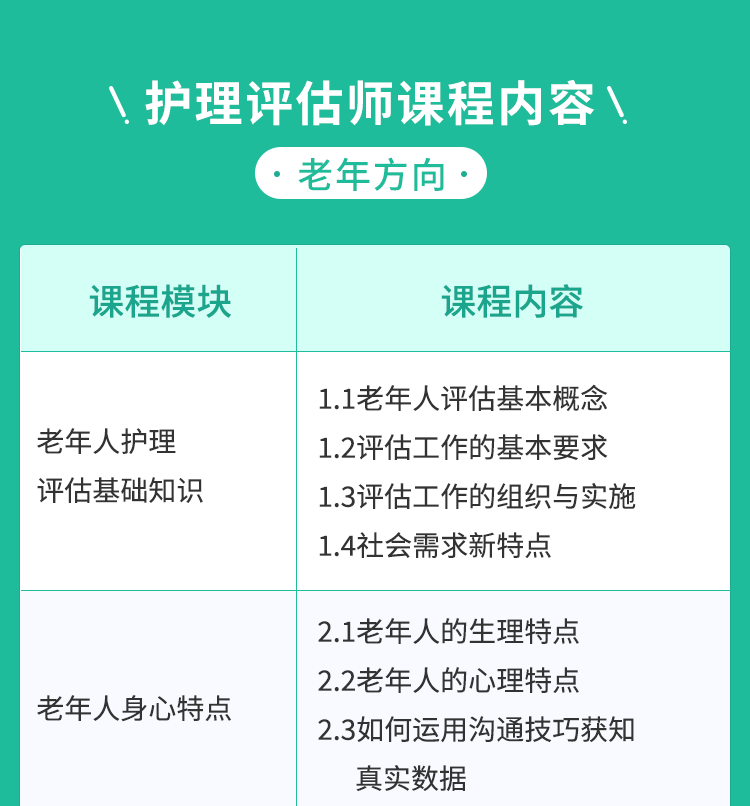 护理评估师课程内容
·老年方向·
课程模块
课程内容
老年人护理
评估基础知识
1.1老年人评估基本概念
1.2评估工作的基本要求
1.3评估工作的组织与实施
1.4社会需求新特点
老年人身心特点
2.1老年人的生理特点
2.2老年人的心理特点
2.3如何运用沟通技巧获知
真实数据